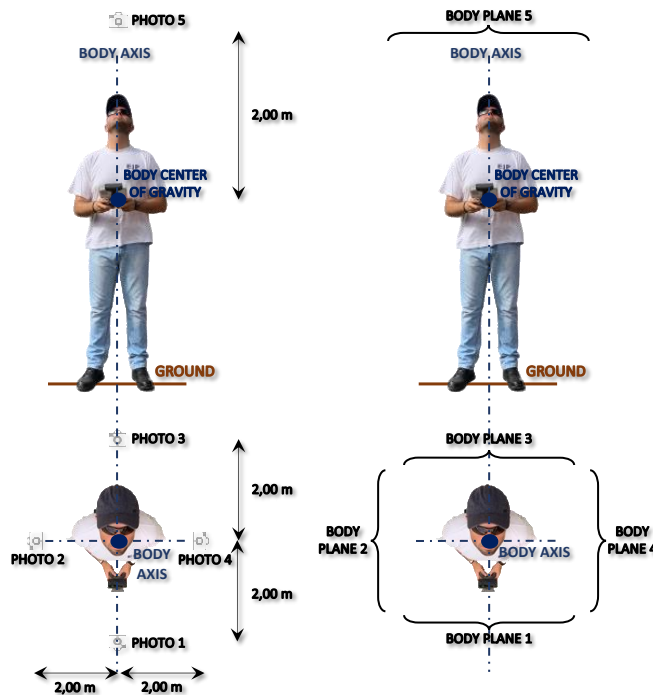 PHOTO 5
BODY AXIS
2,00 m
BODY CENTER
OF GRAVITY
GROUND
BODY PLANE 5
BODY AXIS
BODY CENTER
OF GRAVITY
GROUND
PHOTO 3
2,00 m
PHOTO 2
BODY
AXIS
PHOTO 4
2,00 m
PHOTO 1
2,00 m
2,00 m
BODY PLANE 3
BODY
PLANE 2
BODY AXIS
BODY
PLANE 4
BODY PLANE 1